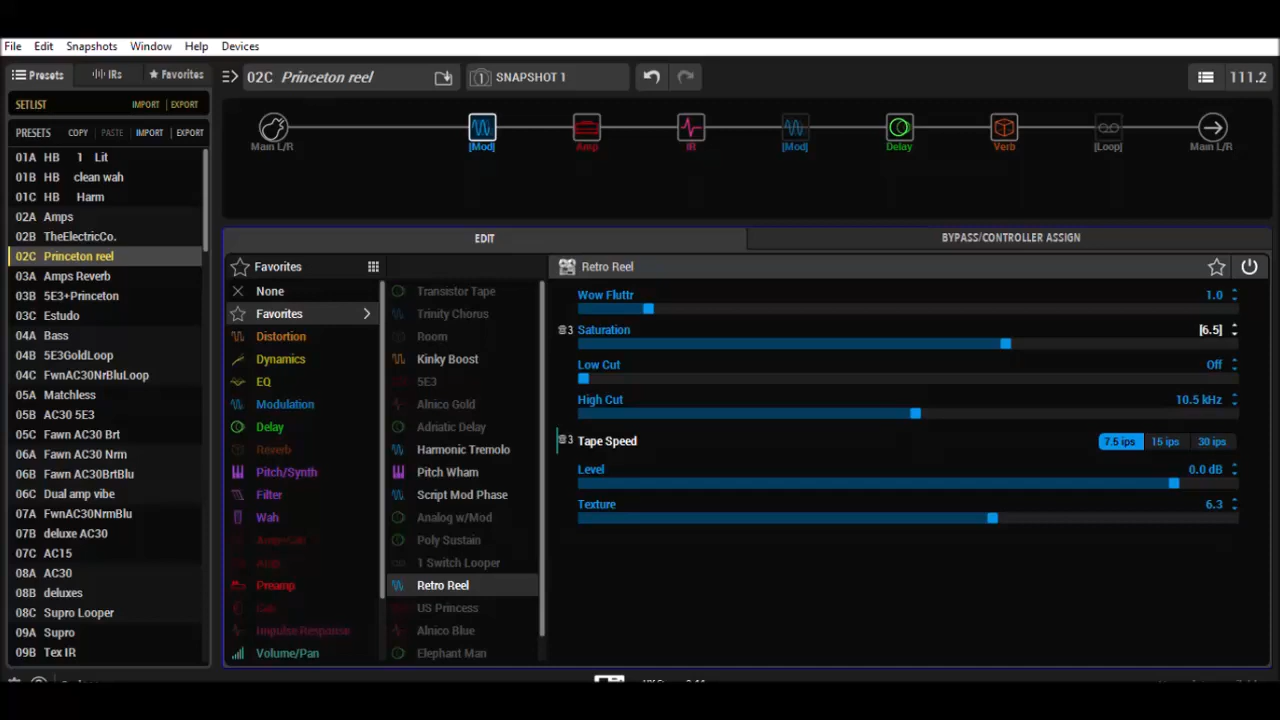 File Edit Snapshots Window Help Devices
Presets IRs Favorites 02C Princeton reel 1 SNAPSHOT 1 111.2
SETLIST IMPORT | EXPORT
PRESETS COPY PASTE IMPORT EXPORT
Main L/R [Mod] Amp IR [Mod] Delay Verb [Loop] Main L/R
01A HB 1 Lit
01B HB clean wah
01C HB Harm
02A Amps
02B TheElectricCo.
02C Princeton reel
03A Amps Reverb
03B 5E3+Princeton
03C Estudo
04A Bass
04B 5E3GoldLoop
04C FwnAC30NrBluLoop
05A Matchless
05B AC30 5E3
05C Fawn AC30 Brt
06A Fawn AC30 Nrm
06B Fawn AC30BrtBlu
06C Dual amp vibe
07A FwnAC30NrmBlu
07B deluxe AC30
07C AC15
08A AC30
08B deluxes
08C Supro Looper
09A Supro
09B Tex IR
EDIT BYPASS/CONTROLLER ASSIGN
Favorites
None
Favorites
Distortion
Dynamics
EQ
Modulation
Delay
Reverb
Pitch/Synth
Filter
Wah
Amp+Cab
Amp
Preamp
Cab
Impulse Response
Volume/Pan
Transistor Tape
Trinity Chorus
Room
Kinky Boost
5E3
Alnico Gold
Adriatic Delay
Harmonic Tremolo
Pitch Wham
Script Mod Phase
Analog w/Mod
Poly Sustain
1 Switch Looper
Retro Reel
US Princess
Alnico Blue
Elephant Man
Retro Reel
Wow Fluttr 1.0
3 Saturation [6.5]
Low Cut Off
High Cut 10.5 kHz
3 Tape Speed 7.5 ips 15 ips 30 ips
Level 0.0 dB
Texture 6.3